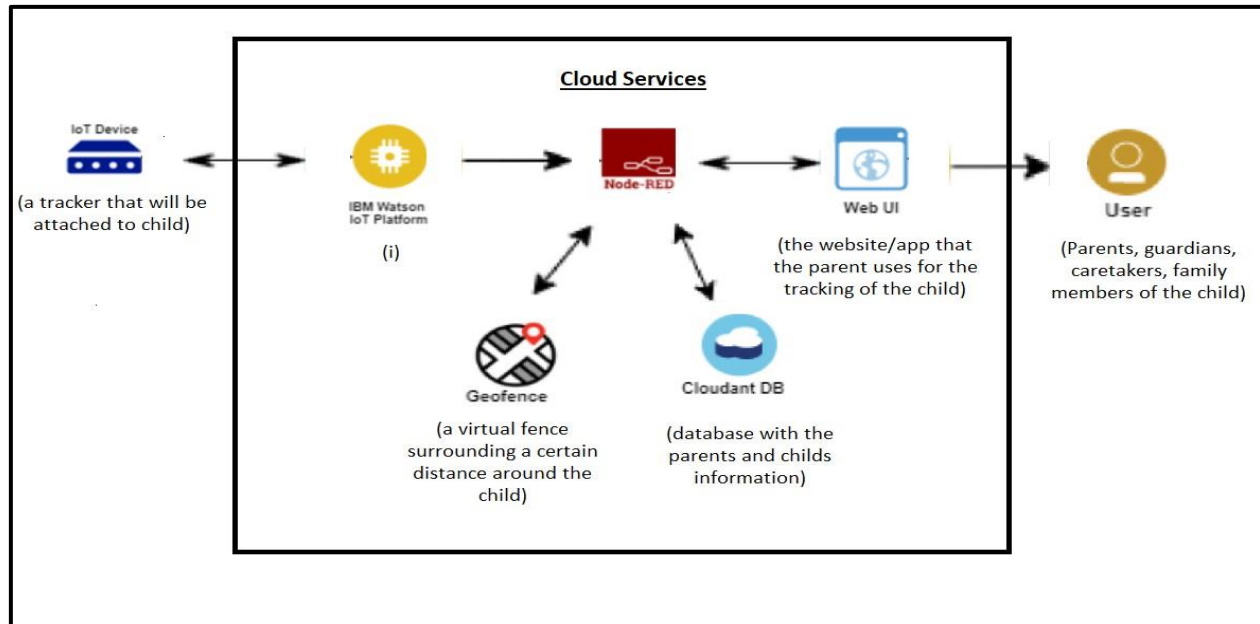 Cloud Services
IoT Device
(a tracker that will be
attached to child)
IBM Watson
IoT Platform
(i)
Node-RED
Web UI
(the website/app that
the parent uses for the
tracking of the child)
User
(Parents, guardians,
caretakers, family
members of the child)
Geofence
(a virtual fence
surrounding a certain
distance around the
child)
Cloudant DB
(database with the
parents and childs
information)